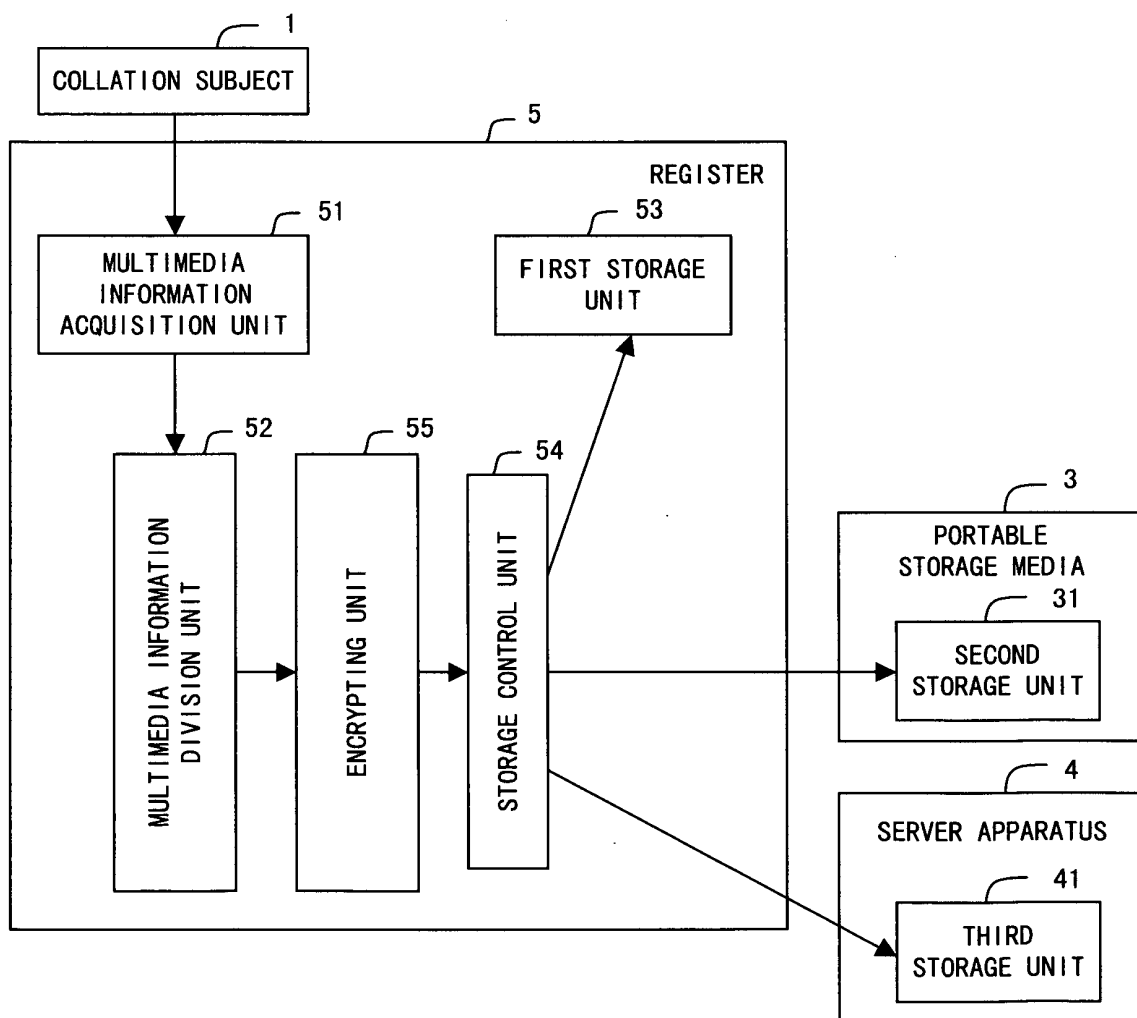 1
COLLATION SUBJECT
5
REGISTER
51
MULTIMEDIA
INFORMATION
ACQUISITION UNIT
53
FIRST STORAGE
UNIT
52
MULTIMEDIA INFORMATION
DIVISION UNIT
55
ENCRYPTING UNIT
54
STORAGE CONTROL UNIT
3
PORTABLE
STORAGE MEDIA
31
SECOND
STORAGE UNIT
4
SERVER APPARATUS
41
THIRD
STORAGE UNIT